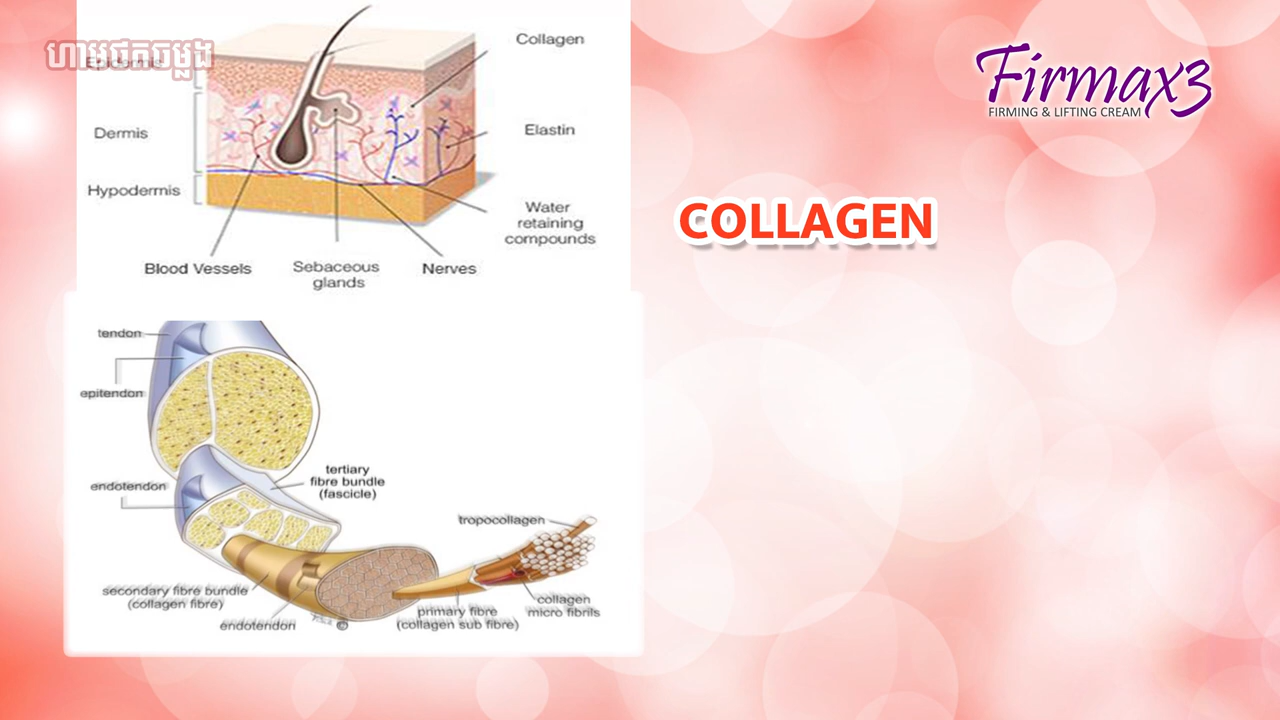 ហាមថតចម្លង
Epidermis
Dermis
Hypodermis
Collagen
Elastin
Water
retaining
compounds
Blood Vessels
Sebaceous
glands
Nerves
Firmax3
FIRMING & LIFTING CREAM
COLLAGEN
tendon
epitendon
endotendon
tertiary
fibre bundle
(fascicle)
tropocollagen
secondary fibre bundle
(collagen fibre)
endotendon
primary fibre
(collagen sub fibre)
collagen
micro fibrils